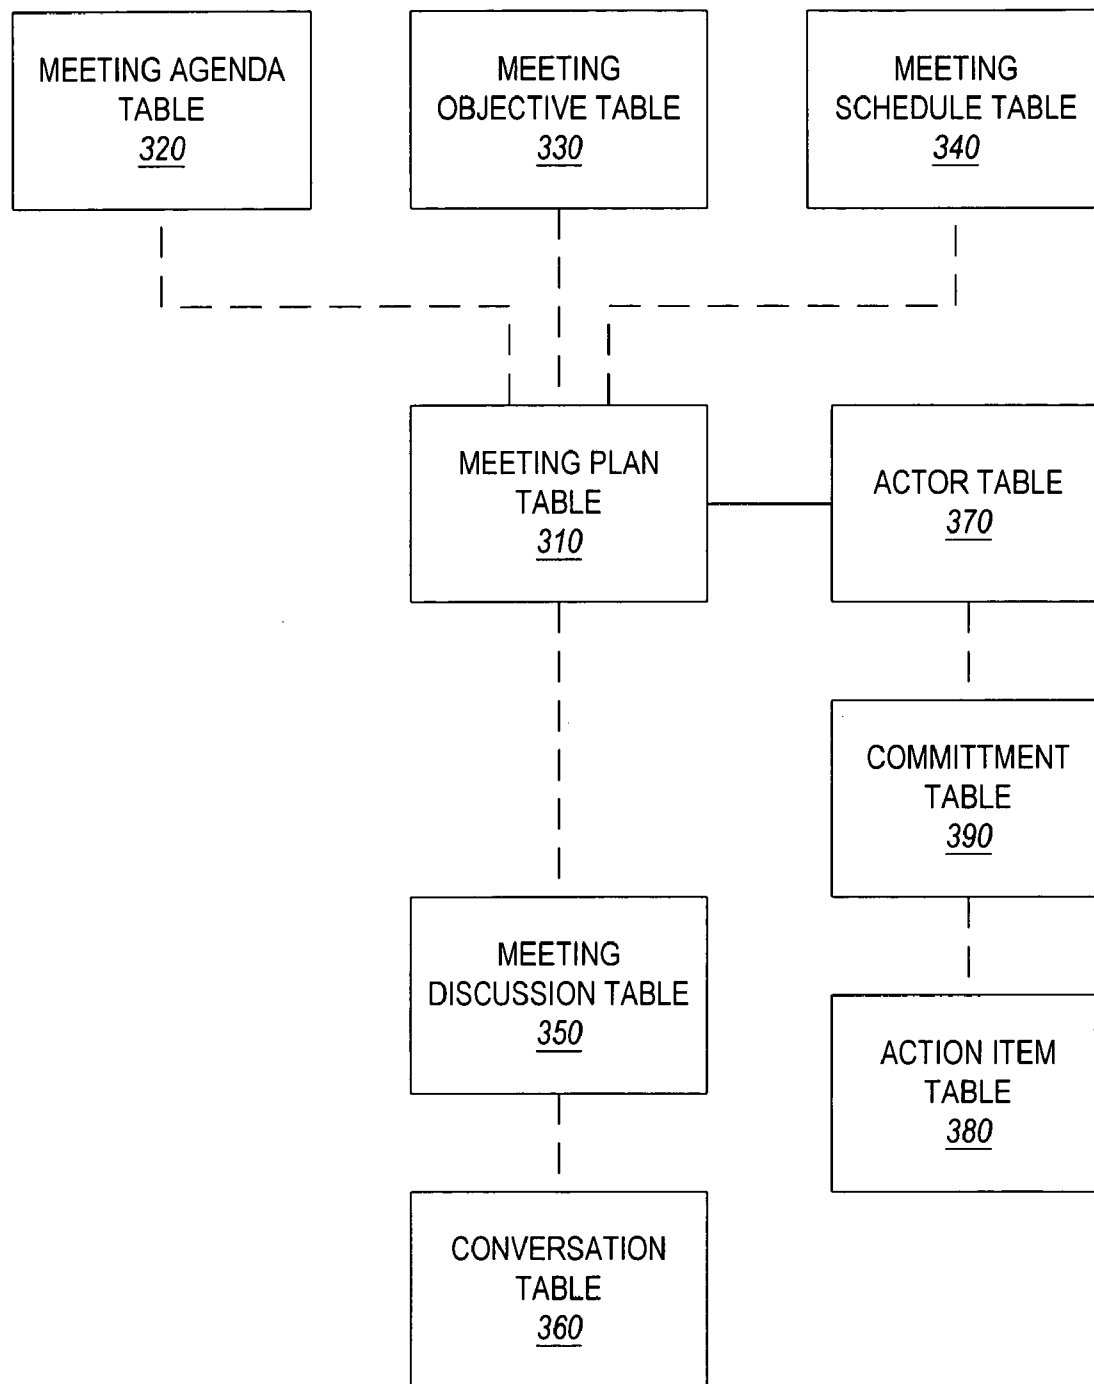 MEETING AGENDA
TABLE
320
MEETING
OBJECTIVE TABLE
330
MEETING
SCHEDULE TABLE
340
MEETING PLAN
TABLE
310
ACTOR TABLE
370
COMMITTMENT
TABLE
390
MEETING
DISCUSSION TABLE
350
ACTION ITEM
TABLE
380
CONVERSATION
TABLE
360